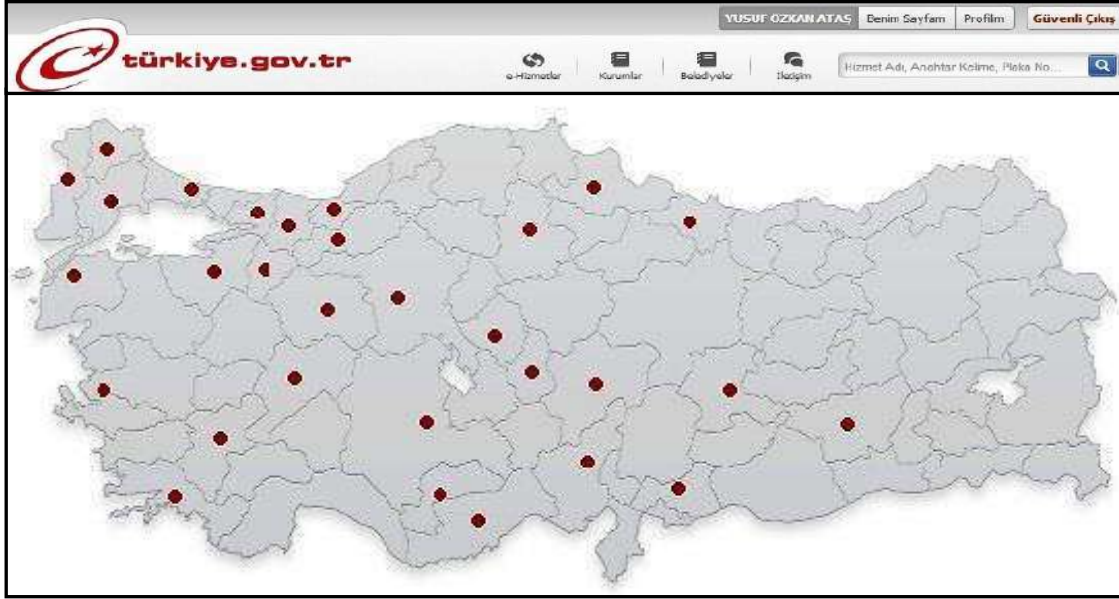 YUSUF ÖZKAN ATAŞ Benim Sayfam Profilim Güvenli Çıkış
türkiye.gov.tr
e-Hizmetler Kurumlar Belediyeler İletişim Hizmet Adı, Anahtar Kelime, Plaka No...